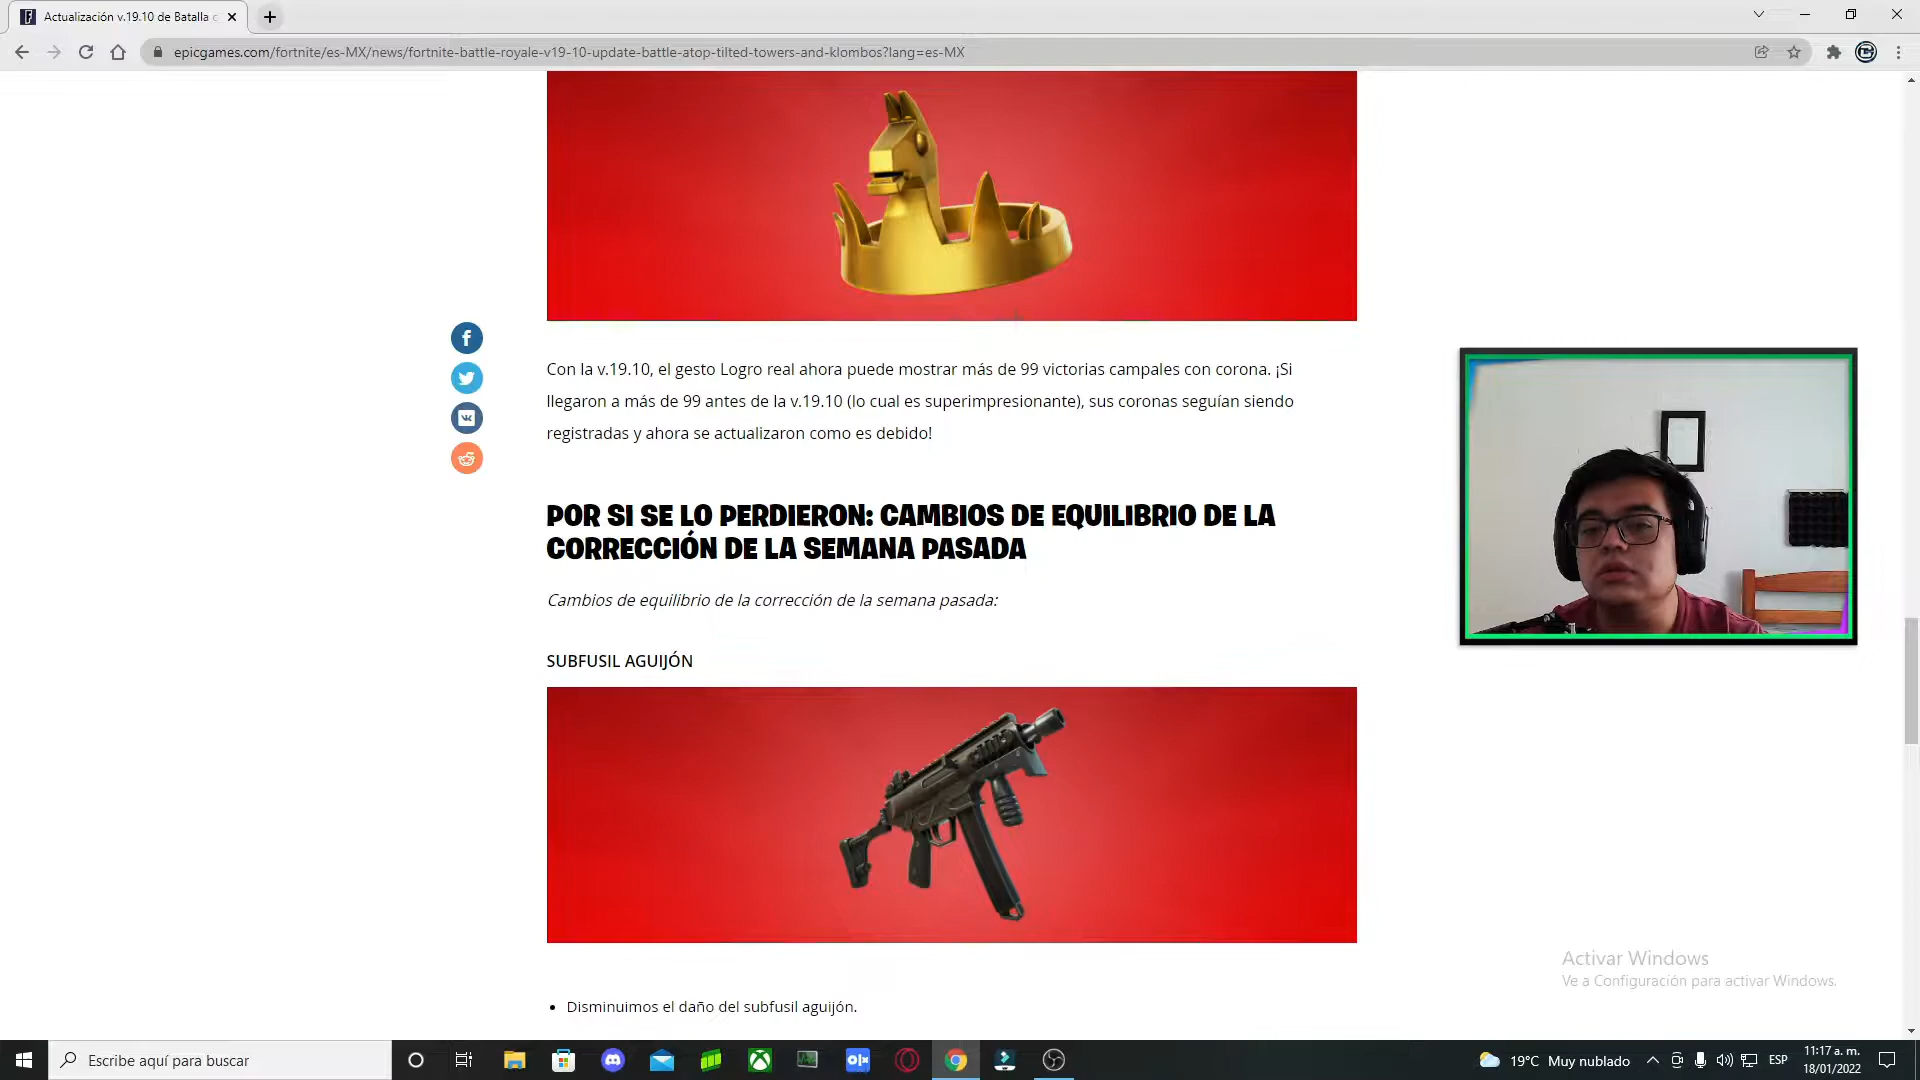 Actualización v.19.10 de Batalla
epicgames.com/fortnite/es-MX/news/fortnite-battle-royale-v19-10-update-battle-atop-tilted-towers-and-klombos?lang=es-MX
Con la v.19.10, el gesto Logro real ahora puede mostrar más de 99 victorias campales con corona. ¡Si
llegaron a más de 99 antes de la v.19.10 (lo cual es superimpresionante), sus coronas seguían siendo
registradas y ahora se actualizaron como es debido!
POR SI SE LO PERDIERON: CAMBIOS DE EQUILIBRIO DE LA
CORRECCIÓN DE LA SEMANA PASADA
Cambios de equilibrio de la corrección de la semana pasada:
SUBFUSIL AGUIJÓN
• Disminuimos el daño del subfusil aguijón.
Activar Windows
Ve a Configuración para activar Windows.
Escribe aquí para buscar
olx
19°C Muy nublado
ESP
11:17 a. m.
18/01/2022